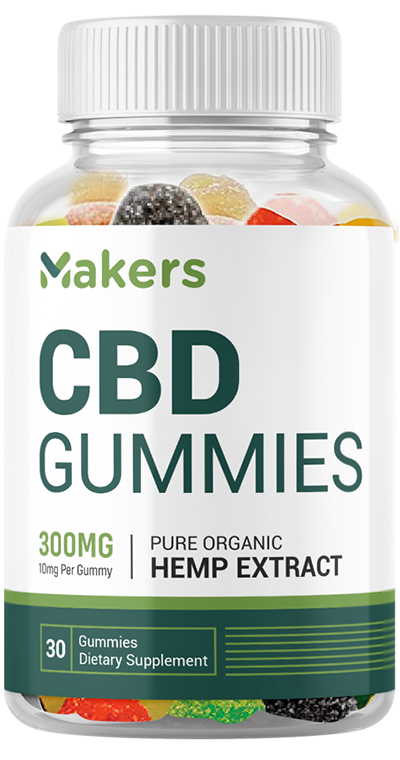 Makers
CBD
GUMMIES
300MG
10mg Per Gummy
PURE ORGANIC
HEMP EXTRACT
30
Gummies
Dietary Supplement